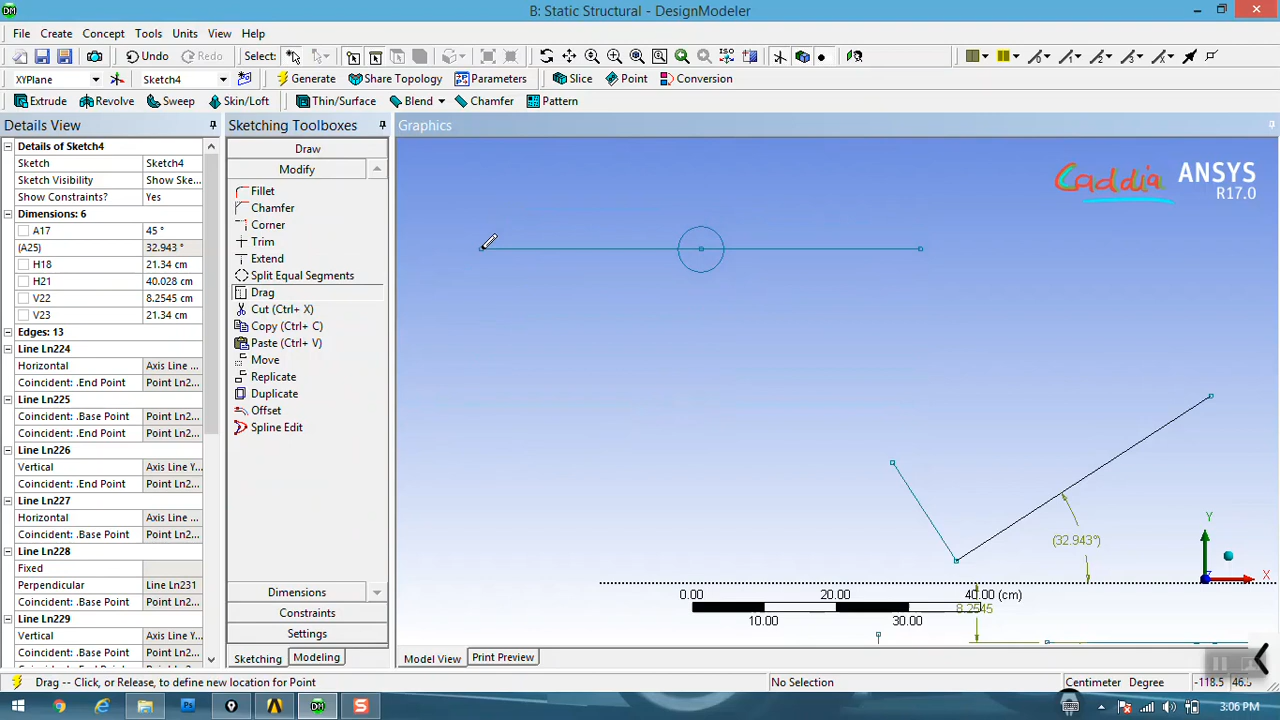 B: Static Structural - DesignModeler
File Create Concept Tools Units View Help
Undo Redo Select:
XYPlane Sketch4 Generate Share Topology Parameters Slice Point Conversion
Extrude Revolve Sweep Skin/Loft Thin/Surface Blend Chamfer Pattern
Details View
Details of Sketch4
Sketch Sketch4
Sketch Visibility Show Ske...
Show Constraints? Yes
Dimensions: 6
A17 45 °
(A25) 32.943 °
H18 21.34 cm
H21 40.028 cm
V22 8.2545 cm
V23 21.34 cm
Edges: 13
Line Ln224
Horizontal Axis Line ...
Coincident: .End Point Point Ln2...
Line Ln225
Coincident: .Base Point Point Ln2...
Coincident: .End Point Point Ln2...
Line Ln226
Vertical Axis Line Y...
Coincident: .End Point Point Ln2...
Line Ln227
Horizontal Axis Line ...
Coincident: .Base Point Point Ln2...
Line Ln228
Fixed
Perpendicular Line Ln231
Coincident: .Base Point Point Ln2...
Line Ln229
Vertical Axis Line Y...
Sketching Toolboxes
Draw
Modify
Fillet
Chamfer
Corner
Trim
Extend
Split Equal Segments
Drag
Cut (Ctrl+ X)
Copy (Ctrl+ C)
Paste (Ctrl+ V)
Move
Replicate
Duplicate
Offset
Spline Edit
Dimensions
Constraints
Settings
Sketching Modeling
Graphics
Caddia
ANSYS
R17.0
(32.943°)
Y
X
0.00 20.00 40.00 (cm)
10.00 30.00
8.2545
Model View Print Preview
Drag -- Click, or Release, to define new location for Point No Selection Centimeter Degree -118.5
3:06 PM